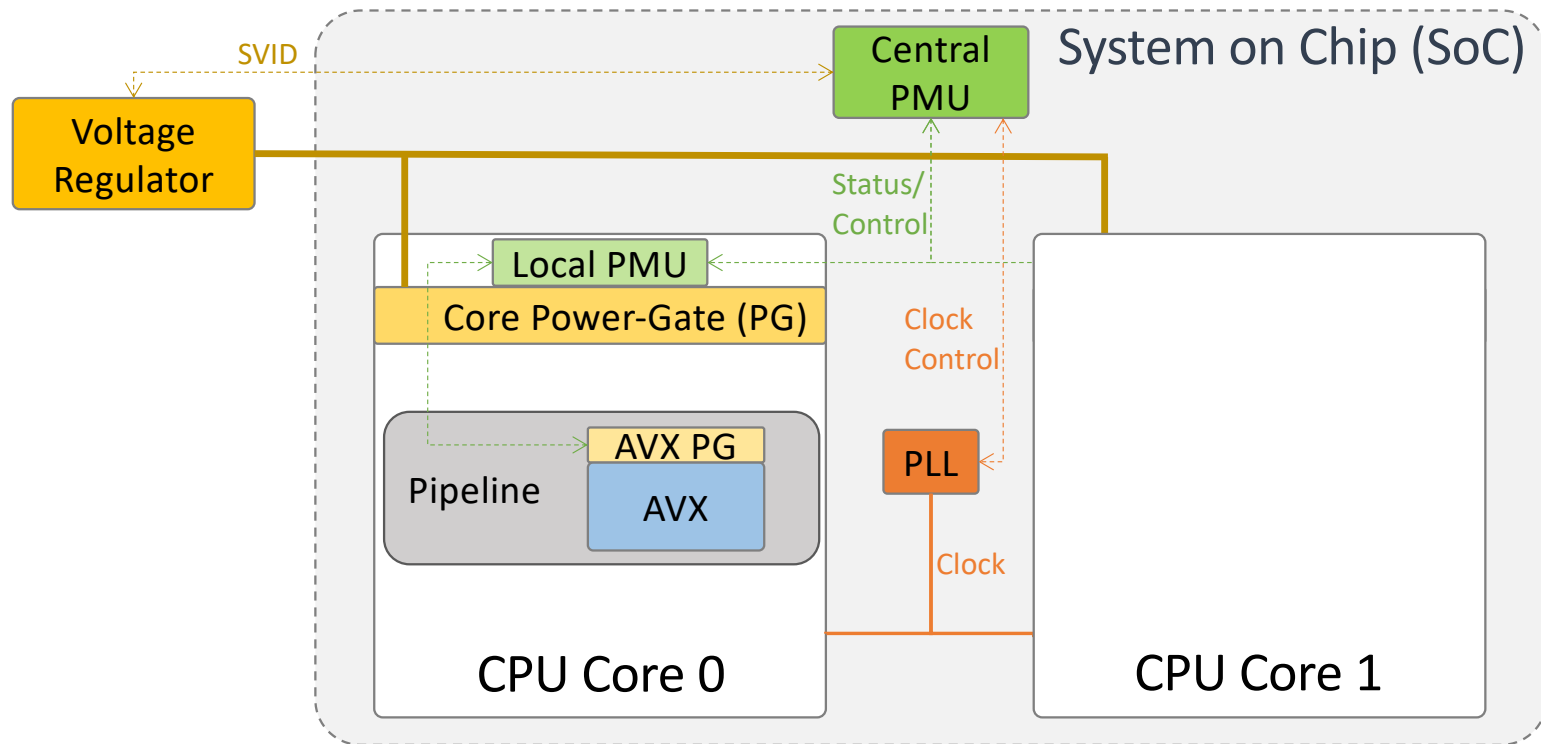 System on Chip (SoC)
SVID
Central
PMU
Voltage
Regulator
Status/
Control
Local PMU
Core Power-Gate (PG)
Clock
Control
AVX PG
Pipeline
AVX
PLL
Clock
CPU Core 0
CPU Core 1